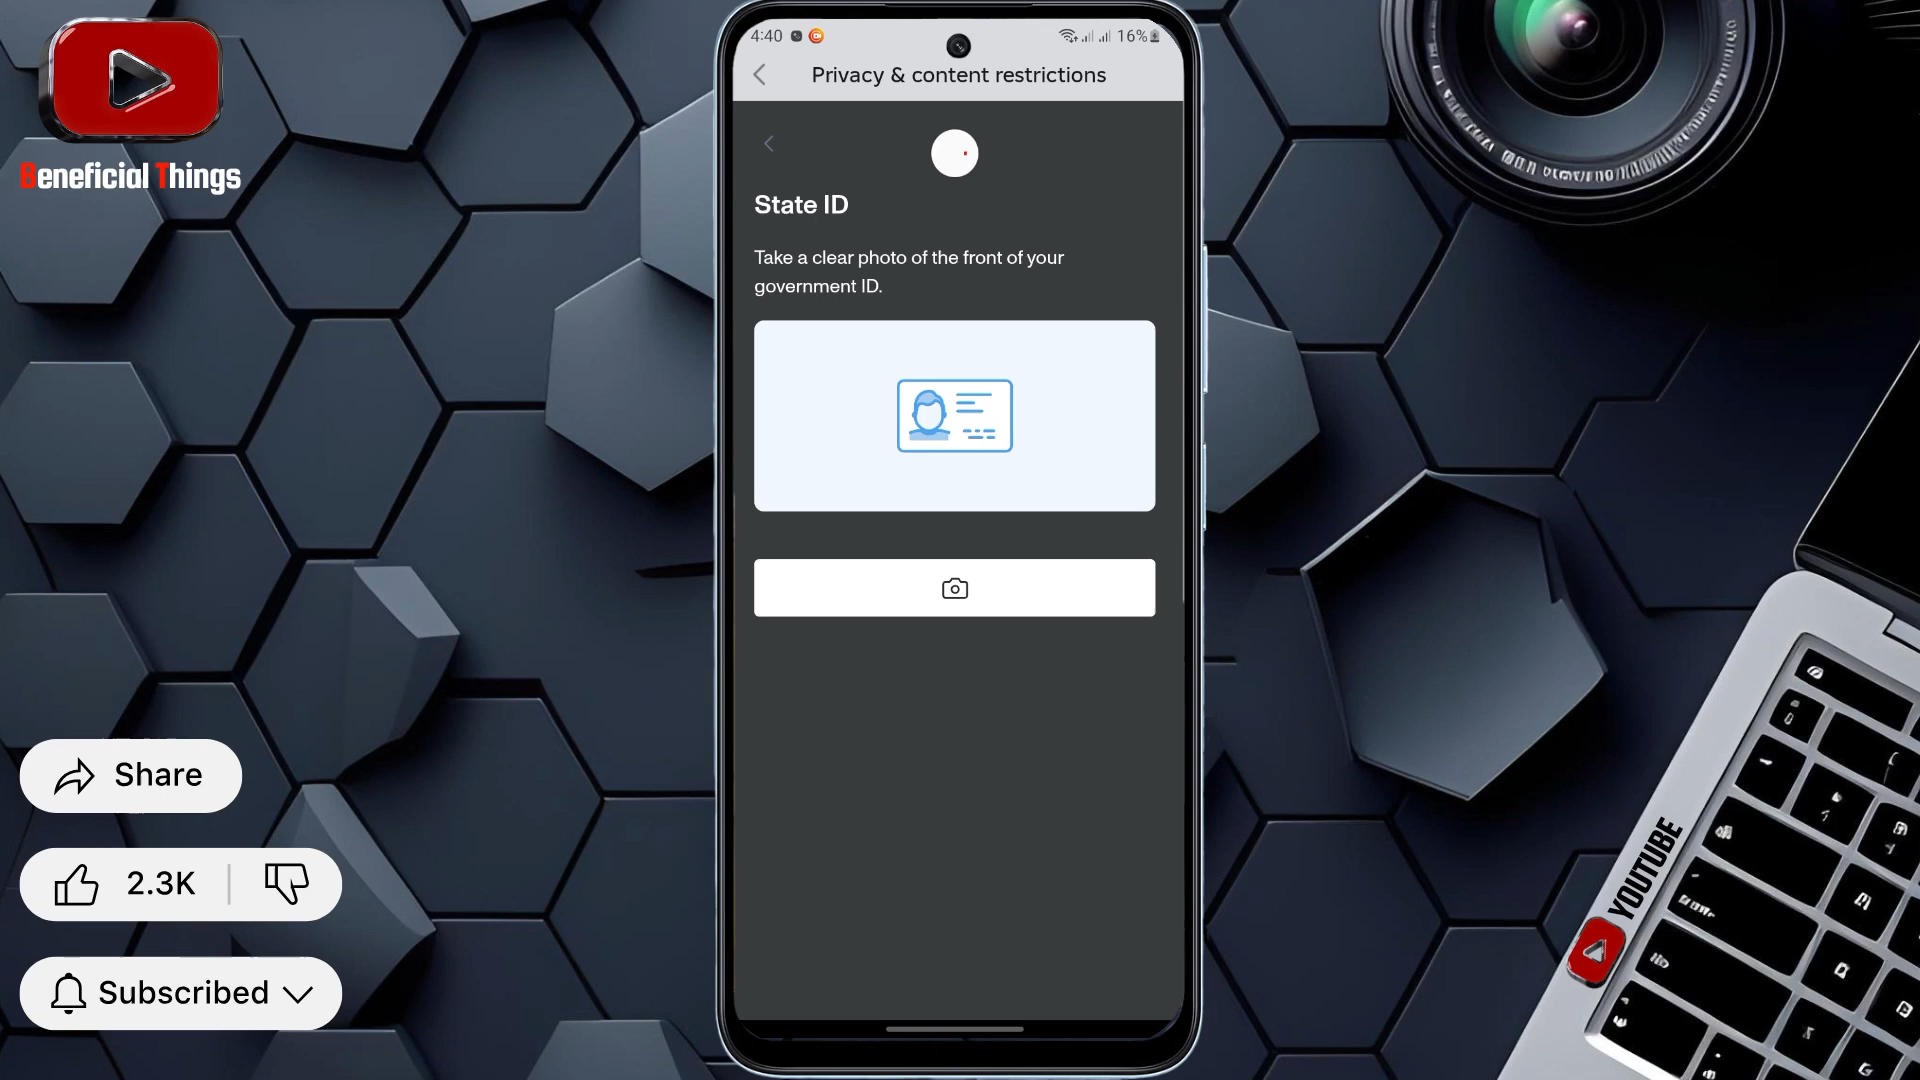 Beneficial Things
4:40
16%
Privacy & content restrictions
State ID
Take a clear photo of the front of your
government ID.
Share
2.3K
Subscribed
YOUTUBE